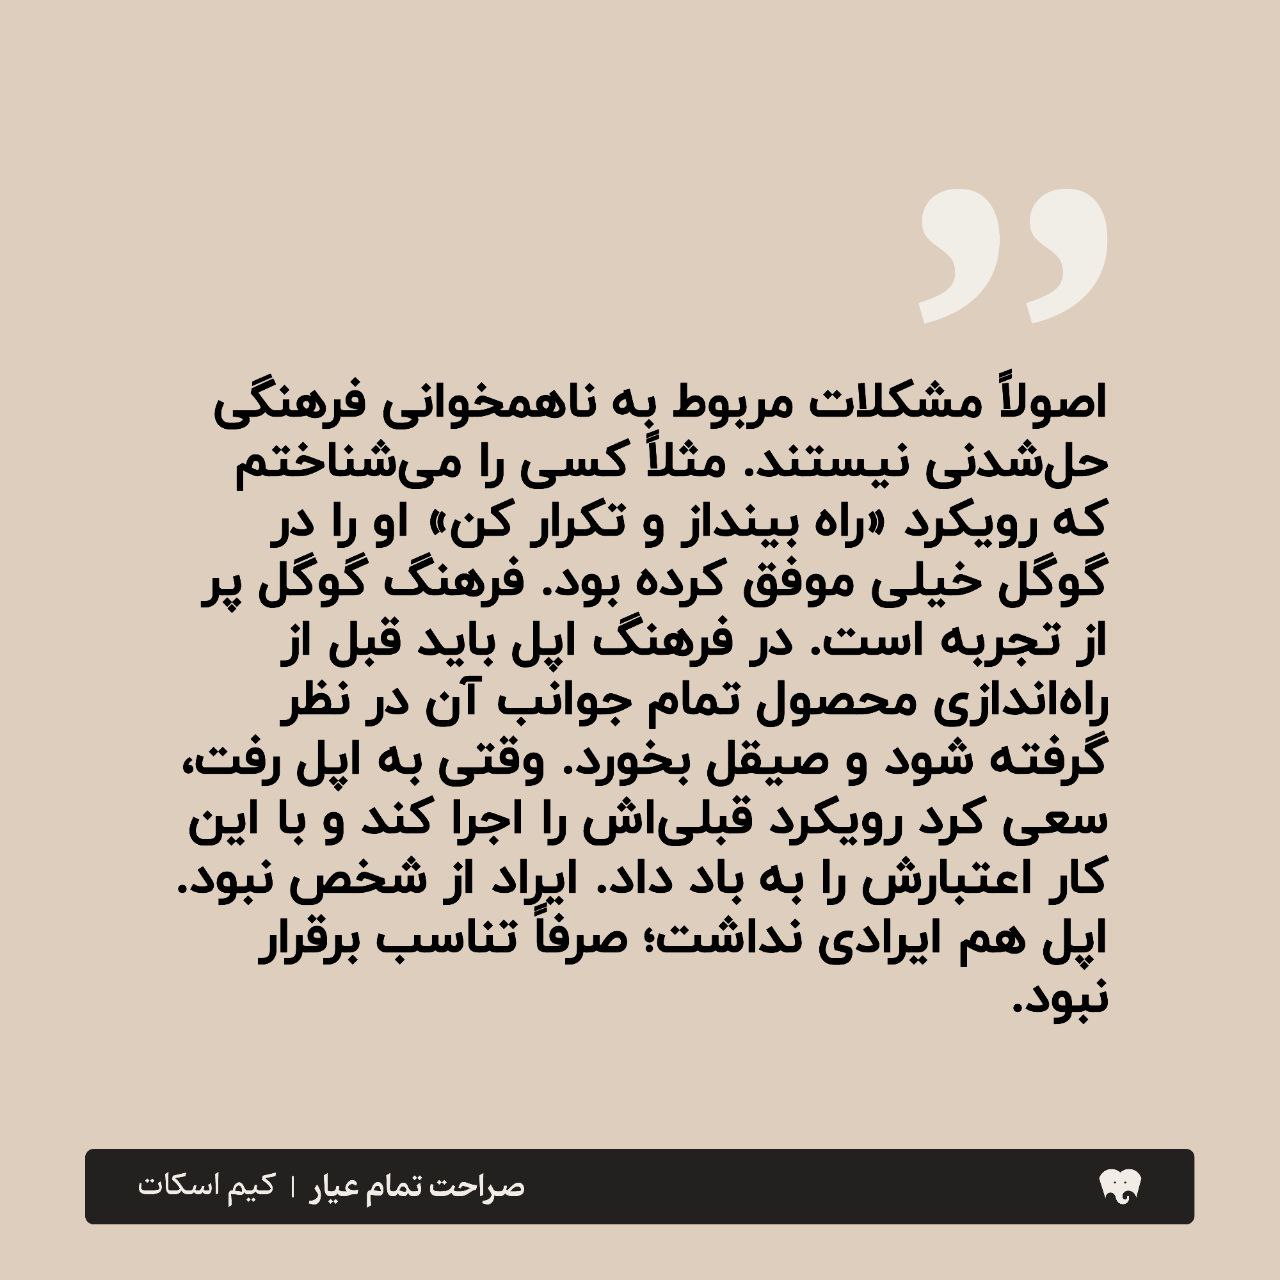 اصولاً مشکلات مربوط به ناهمخوانی فرهنگی
حل‌شدنی نیستند. مثلاً کسی را می‌شناختم
که رویکرد «راه بینداز و تکرار کن» او را در
گوگل خیلی موفق کرده بود. فرهنگ گوگل پر
از تجربه است. در فرهنگ اپل باید قبل از
راه‌اندازی محصول تمام جوانب آن در نظر
گرفته شود و صیقل بخورد. وقتی به اپل رفت،
سعی کرد رویکرد قبلی‌اش را اجرا کند و با این
کار اعتبارش را به باد داد. ایراد از شخص نبود.
اپل هم ایرادی نداشت؛ صرفاً تناسب برقرار
نبود.
صراحت تمام عیار | کیم اسکات